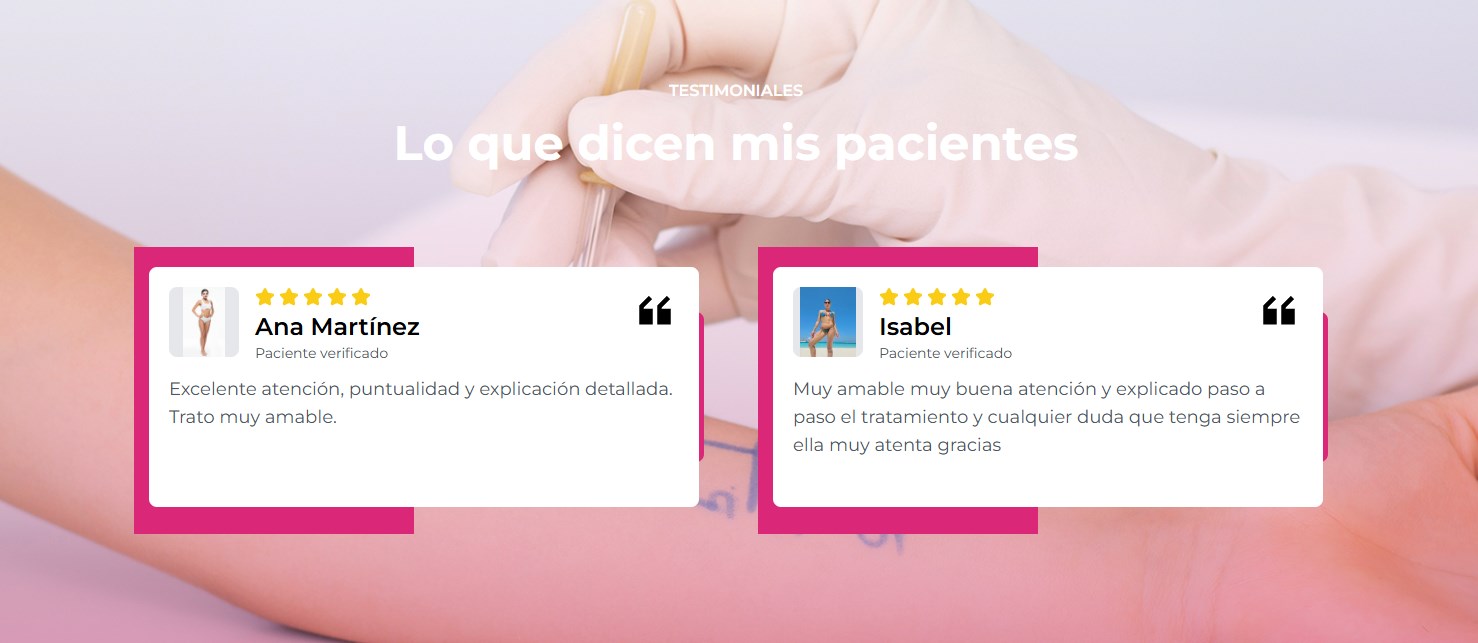 TESTIMONIALES
Lo que dicen mis pacientes
Ana Martínez
Paciente verificado
Excelente atención, puntualidad y explicación detallada.
Trato muy amable.
Isabel
Paciente verificado
Muy amable muy buena atención y explicado paso a
paso el tratamiento y cualquier duda que tenga siempre
ella muy atenta gracias